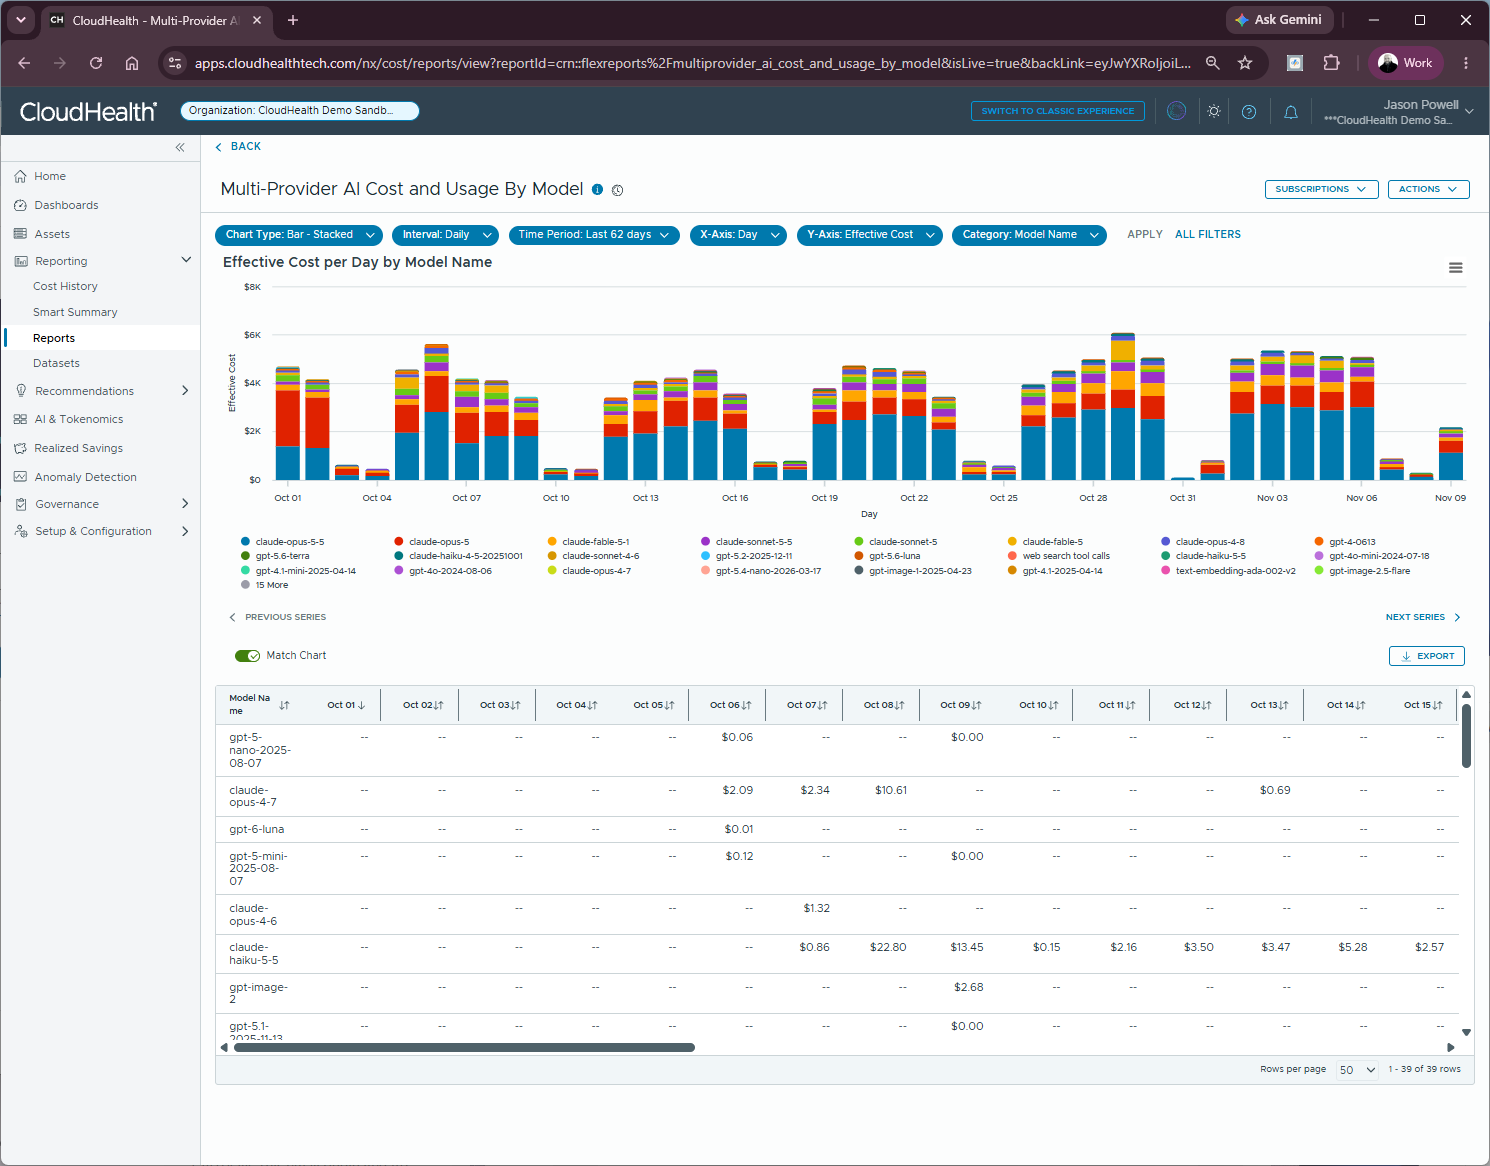 CH CloudHealth - Multi-Provider AI
Ask Gemini
apps.cloudhealthtech.com/nx/cost/reports/view?reportId=crn::flexreports%2Fmultiprovider_ai_cost_and_usage_by_model&isLive=true&backLink=eyJwYXRoIjoiL...
Work
CloudHealth
Organization: CloudHealth Demo Sandb...
SWITCH TO CLASSIC EXPERIENCE
Jason Powell
***CloudHealth Demo Sa...
Home
Dashboards
Assets
Reporting
Cost History
Smart Summary
Reports
Datasets
Recommendations
AI & Tokenomics
Realized Savings
Anomaly Detection
Governance
Setup & Configuration
BACK
Multi-Provider AI Cost and Usage By Model
SUBSCRIPTIONS
ACTIONS
Chart Type: Bar - Stacked
Interval: Daily
Time Period: Last 62 days
X-Axis: Day
Y-Axis: Effective Cost
Category: Model Name
APPLY
ALL FILTERS
Effective Cost per Day by Model Name
$8K
$6K
$4K
$2K
$0
Effective Cost
Oct 01 Oct 04 Oct 07 Oct 10 Oct 13 Oct 16 Oct 19 Oct 22 Oct 25 Oct 28 Oct 31 Nov 03 Nov 06 Nov 09
Day
claude-opus-5-5 claude-opus-5 claude-fable-5-1 claude-sonnet-5-5 claude-sonnet-5 claude-fable-5 claude-opus-4-8 gpt-4-0613
gpt-5.6-terra claude-haiku-4-5-20251001 claude-sonnet-4-6 gpt-5.2-2025-12-11 gpt-5.6-luna web search tool calls claude-haiku-5-5 gpt-4o-mini-2024-07-18
gpt-4.1-mini-2025-04-14 gpt-4o-2024-08-06 claude-opus-4-7 gpt-5.4-nano-2026-03-17 gpt-image-1-2025-04-23 gpt-4.1-2025-04-14 text-embedding-ada-002-v2 gpt-image-2.5-flare
15 More
PREVIOUS SERIES
NEXT SERIES
Match Chart
EXPORT
Model Na
me
Oct 01 Oct 02 Oct 03 Oct 04 Oct 05 Oct 06 Oct 07 Oct 08 Oct 09 Oct 10 Oct 11 Oct 12 Oct 13 Oct 14 Oct 15
gpt-5- -- -- -- -- -- $0.06 -- -- $0.00 -- -- -- -- -- --
nano-2025-
08-07
claude- -- -- -- -- -- $2.09 $2.34 $10.61 -- -- -- -- $0.69 -- --
opus-4-7
gpt-6-luna -- -- -- -- -- $0.01 -- -- -- -- -- -- -- -- --
gpt-5-mini- -- -- -- -- -- $0.12 -- -- $0.00 -- -- -- -- -- --
2025-08-
07
claude- -- -- -- -- -- -- $1.32 -- -- -- -- -- -- -- --
opus-4-6
claude- -- -- -- -- -- -- $0.86 $22.80 $13.45 $0.15 $2.16 $3.50 $3.47 $5.28 $2.57
haiku-5-5
gpt-image- -- -- -- -- -- -- -- -- $2.68 -- -- -- -- -- --
2
gpt-5.1- -- -- -- -- -- -- -- -- $0.00 -- -- -- -- -- --
2025-11-13
Rows per page 50 1 - 39 of 39 rows